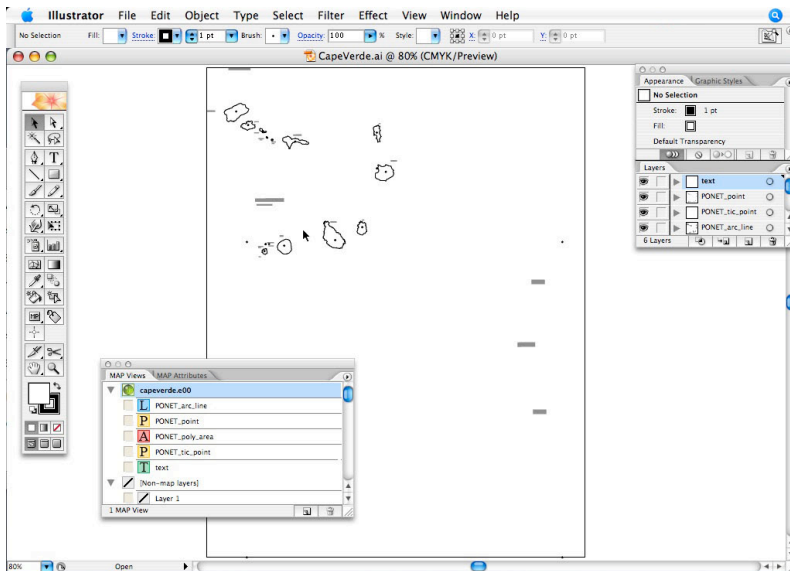 Illustrator File Edit Object Type Select Filter Effect View Window Help
No Selection Fill: Stroke: 1 pt Brush: Opacity: 100 % Style: X: 0 pt Y: 0 pt
CapeVerde.ai @ 80% (CMYK/Preview)
Appearance Graphic Styles
No Selection
Stroke: 1 pt
Fill:
Default Transparency
Layers
text
PONET_point
PONET_tic_point
PONET_arc_line
6 Layers
MAP Views MAP Attributes
capeverde.e00
L PONET_arc_line
P PONET_point
A PONET_poly_area
P PONET_tic_point
T text
[Non-map layers]
Layer 1
1 MAP View
80% Open